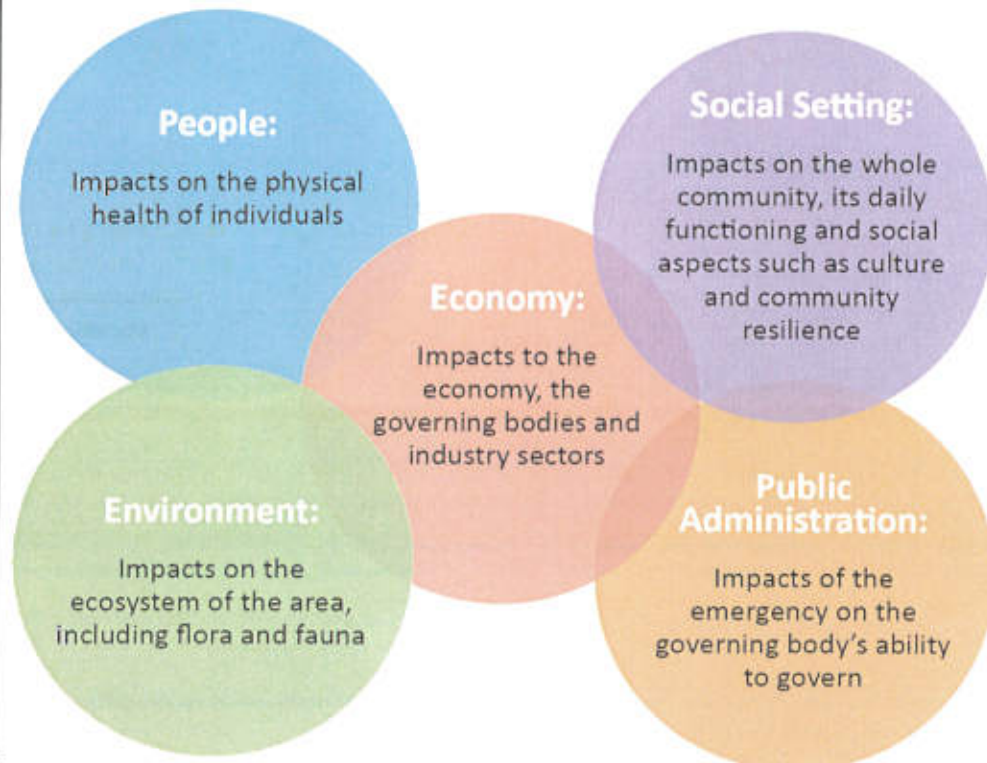 People:
Impacts on the physical
health of individuals
Social Setting:
Impacts on the whole
community, its daily
functioning and social
aspects such as culture
and community
resilience
Economy:
Impacts to the
economy, the
governing bodies and
industry sectors
Environment:
Impacts on the
ecosystem of the area,
including flora and fauna
Public
Administration:
Impacts of the
emergency on the
governing body's ability
to govern